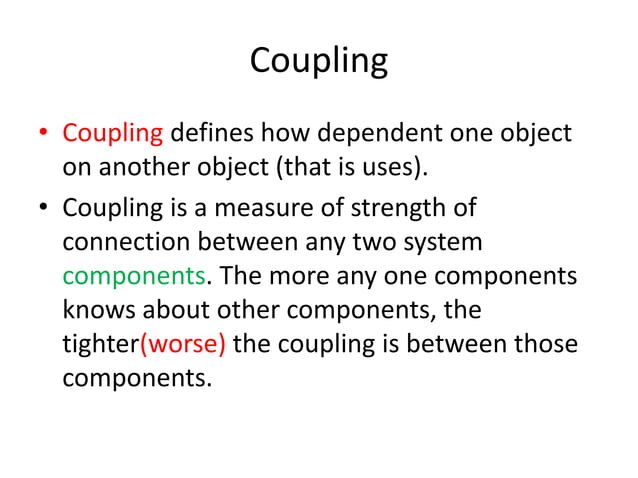 Coupling
• Coupling defines how dependent one object
on another object (that is uses).
• Coupling is a measure of strength of
connection between any two system
components. The more any one components
knows about other components, the
tighter(worse) the coupling is between those
components.